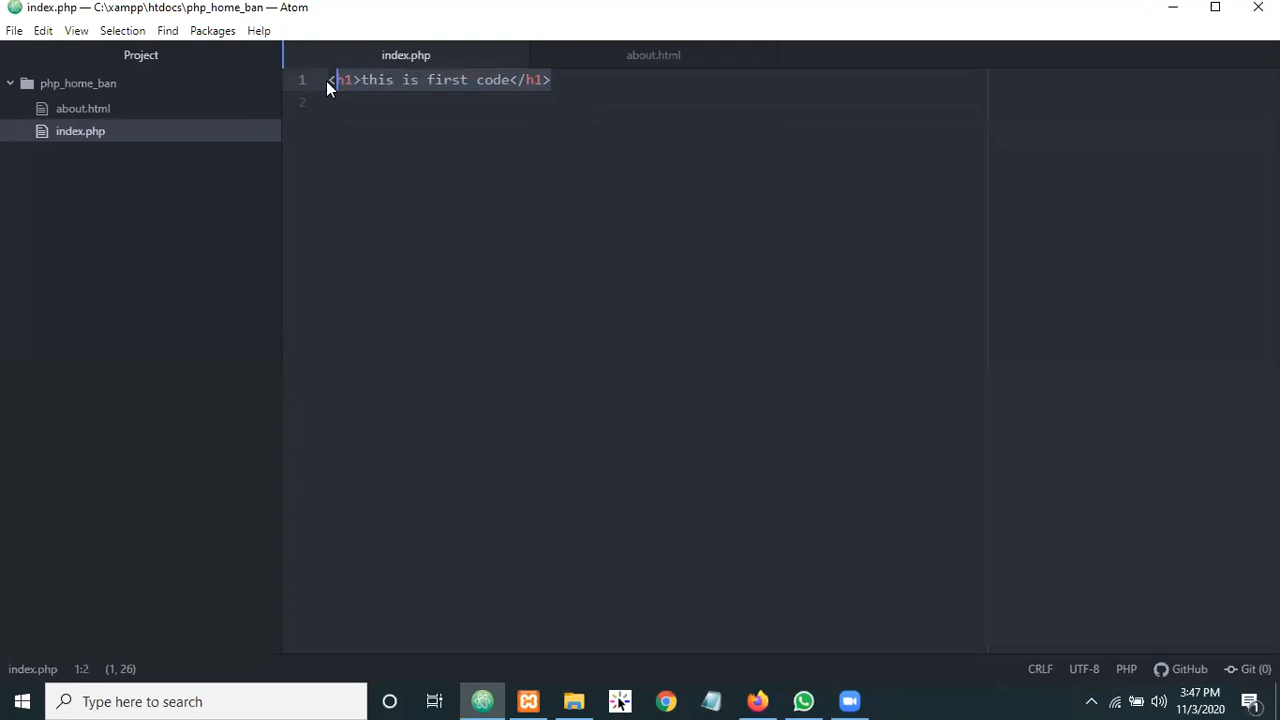 index.php — C:\xampp\htdocs\php_home_ban — Atom
File Edit View Selection Find Packages Help
Project
index.php
about.html
php_home_ban
about.html
index.php
1 <h1>this is first code</h1>
2
index.php 1:2 (1, 26)
CRLF UTF-8 PHP GitHub Git (0)
Type here to search
3:47 PM
11/3/2020
1